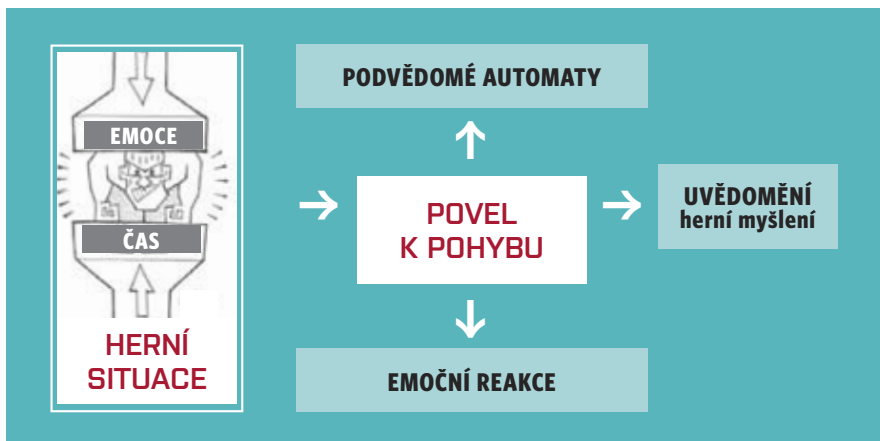 EMOCE
ČAS
HERNÍ
SITUACE
PODVĚDOMÉ AUTOMATY
POVEL
K POHYBU
UVĚDOMĚNÍ
herní myšlení
EMOČNÍ REAKCE